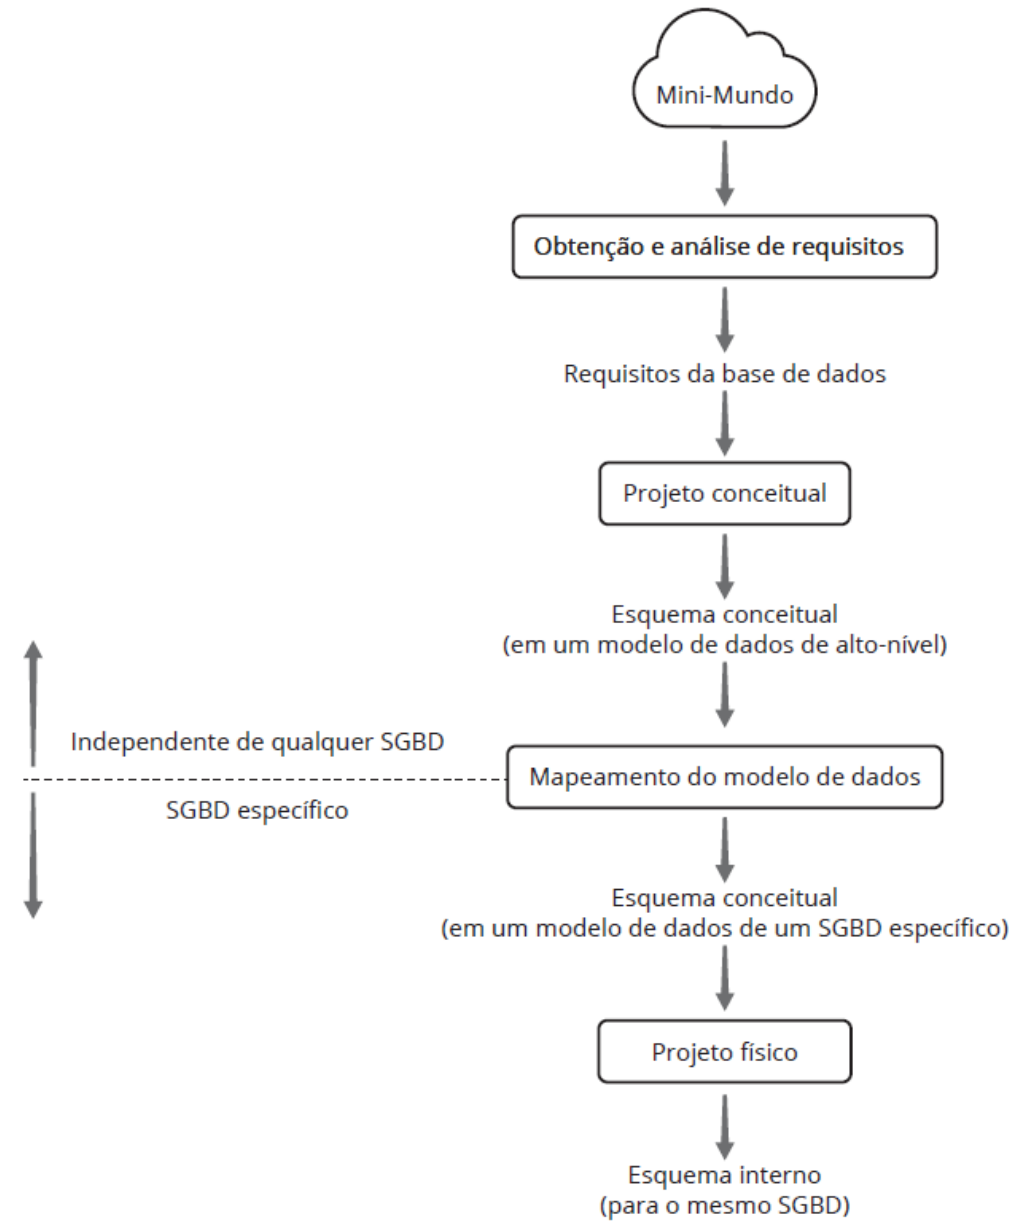 Mini-Mundo
Obtenção e análise de requisitos
Requisitos da base de dados
Projeto conceitual
Esquema conceitual
(em um modelo de dados de alto-nível)
Independente de qualquer SGBD
Mapeamento do modelo de dados
SGBD específico
Esquema conceitual
(em um modelo de dados de um SGBD específico)
Projeto físico
Esquema interno
(para o mesmo SGBD)